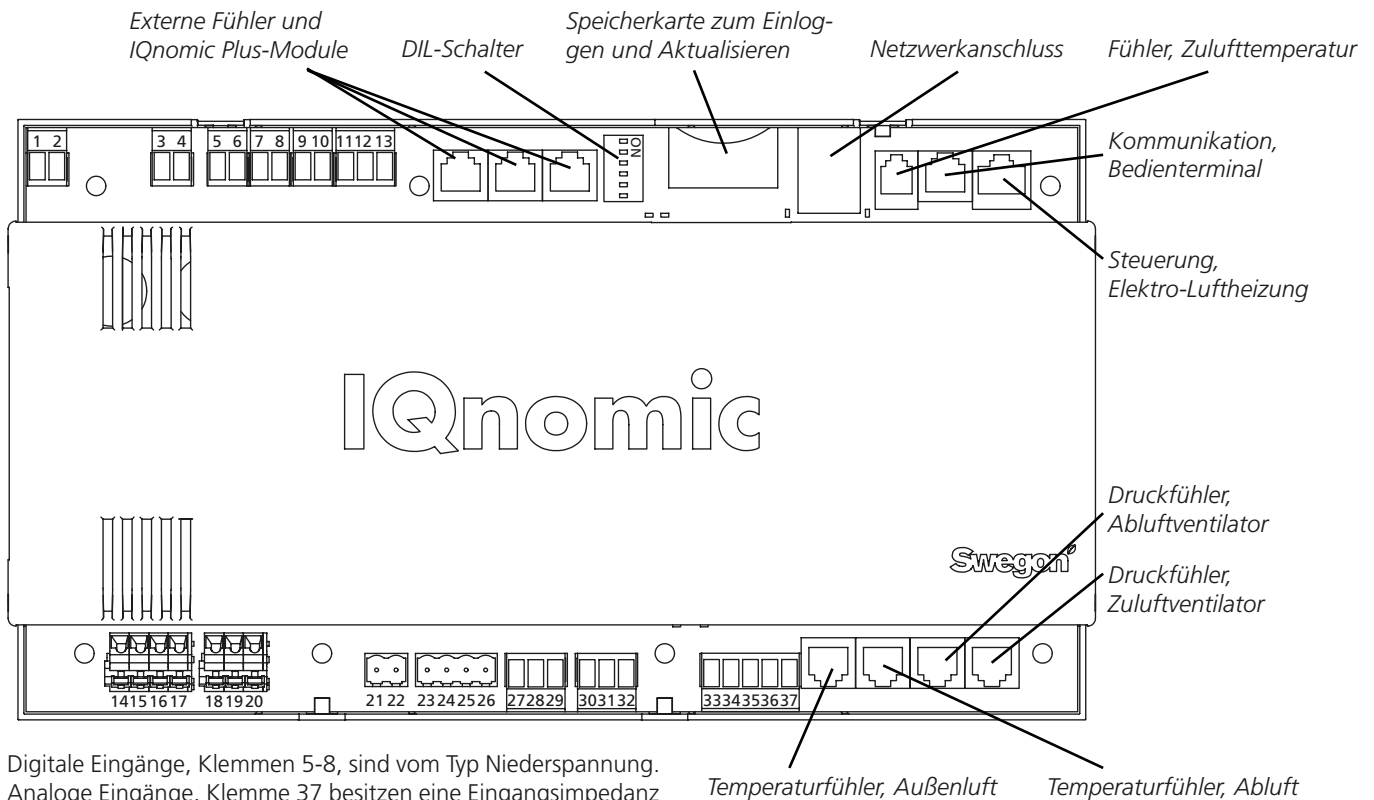 Externe Fühler und
IQnomic Plus-Module
DIL-Schalter
Speicherkarte zum Einlog-
gen und Aktualisieren
Netzwerkanschluss
Fühler, Zulufttemperatur
Kommunikation,
Bedienterminal
Steuerung,
Elektro-Luftheizung
1 2 3 4 5 6 7 8 9 10 11 12 13
ON
IQnomic
Swegon
Druckfühler,
Abluftventilator
Druckfühler,
Zuluftventilator
14 15 16 17 18 19 20 21 22 23 24 25 26 27 28 29 30 31 32 33 34 35 36 37
Temperaturfühler, Außenluft
Temperaturfühler, Abluft
Digitale Eingänge, Klemmen 5-8, sind vom Typ Niederspannung.
Analoge Eingänge, Klemme 37 besitzen eine Eingangsimpedanz